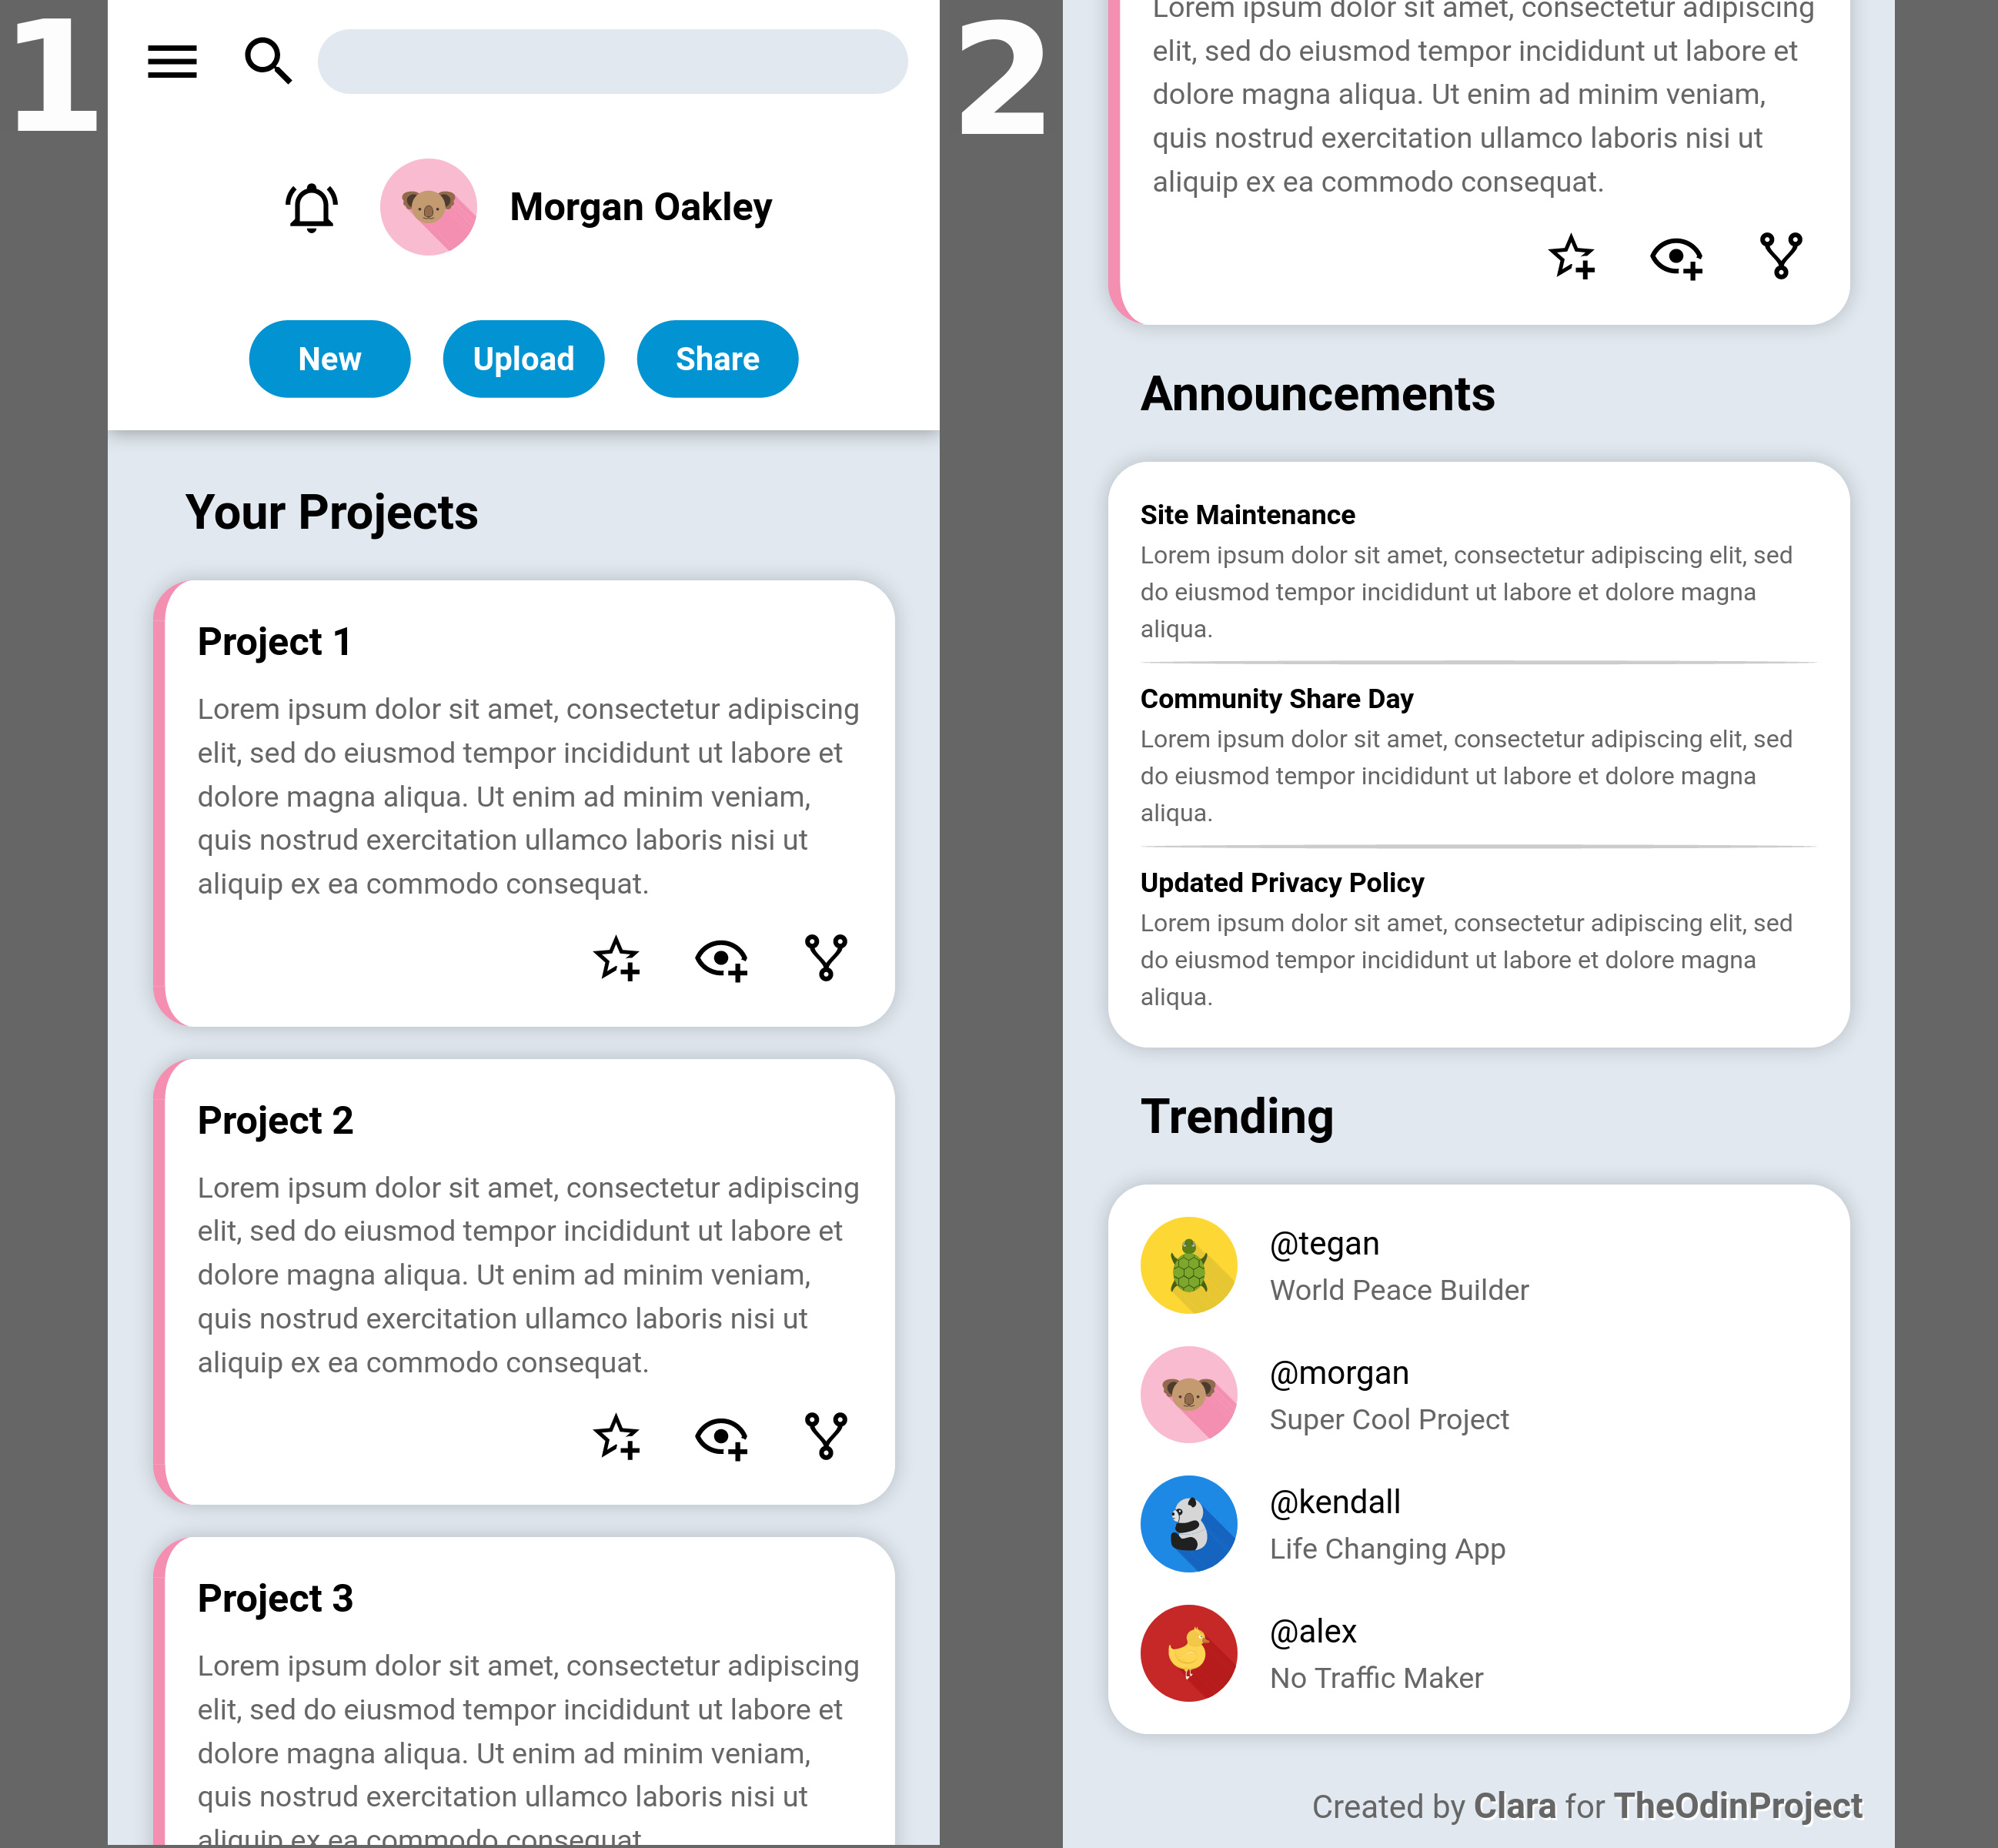 1
Morgan Oakley
New
Upload
Share
Your Projects
Project 1
Lorem ipsum dolor sit amet, consectetur adipiscing
elit, sed do eiusmod tempor incididunt ut labore et
dolore magna aliqua. Ut enim ad minim veniam,
quis nostrud exercitation ullamco laboris nisi ut
aliquip ex ea commodo consequat.
Project 2
Lorem ipsum dolor sit amet, consectetur adipiscing
elit, sed do eiusmod tempor incididunt ut labore et
dolore magna aliqua. Ut enim ad minim veniam,
quis nostrud exercitation ullamco laboris nisi ut
aliquip ex ea commodo consequat.
Project 3
Lorem ipsum dolor sit amet, consectetur adipiscing
elit, sed do eiusmod tempor incididunt ut labore et
dolore magna aliqua. Ut enim ad minim veniam,
quis nostrud exercitation ullamco laboris nisi ut
aliquip ex ea commodo consequat.
2
Lorem ipsum dolor sit amet, consectetur adipiscing
elit, sed do eiusmod tempor incididunt ut labore et
dolore magna aliqua. Ut enim ad minim veniam,
quis nostrud exercitation ullamco laboris nisi ut
aliquip ex ea commodo consequat.
Announcements
Site Maintenance
Lorem ipsum dolor sit amet, consectetur adipiscing elit, sed
do eiusmod tempor incididunt ut labore et dolore magna
aliqua.
Community Share Day
Lorem ipsum dolor sit amet, consectetur adipiscing elit, sed
do eiusmod tempor incididunt ut labore et dolore magna
aliqua.
Updated Privacy Policy
Lorem ipsum dolor sit amet, consectetur adipiscing elit, sed
do eiusmod tempor incididunt ut labore et dolore magna
aliqua.
Trending
@tegan
World Peace Builder
@morgan
Super Cool Project
@kendall
Life Changing App
@alex
No Traffic Maker
Created by Clara for TheOdinProject